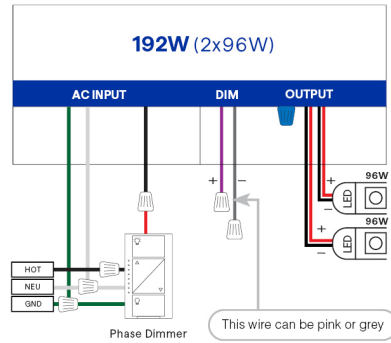 192W (2x96W)
AC INPUT DIM OUTPUT
+ −
96W
+
LED
−
96W
+
LED
−
HOT
NEU
GND
Phase Dimmer
This wire can be pink or grey